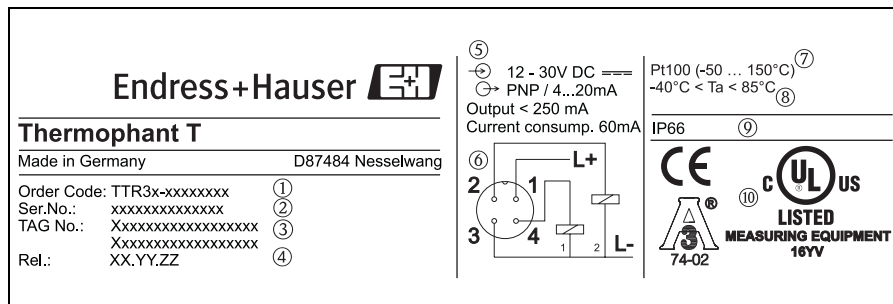 Endress+Hauser
Thermophant T
Made in Germany D87484 Nesselwang
Order Code: TTR3x-xxxxxxxx ①
Ser.No.: xxxxxxxxxxxxxx ②
TAG No.: Xxxxxxxxxxxxxxxxxx ③
Xxxxxxxxxxxxxxxxxx
Rel.: XX.YY.ZZ ④
⑤
12 - 30V DC
PNP / 4...20mA
Output < 250 mA
Current consump. 60mA
⑥ L+
2 1
3 4
1 2 L-
Pt100 (-50 ... 150°C) ⑦
-40°C < Ta < 85°C ⑧
IP66 ⑨
CE
⑩ C UL US
®
LISTED
MEASURING EQUIPMENT
16YV
A ®
3
74-02